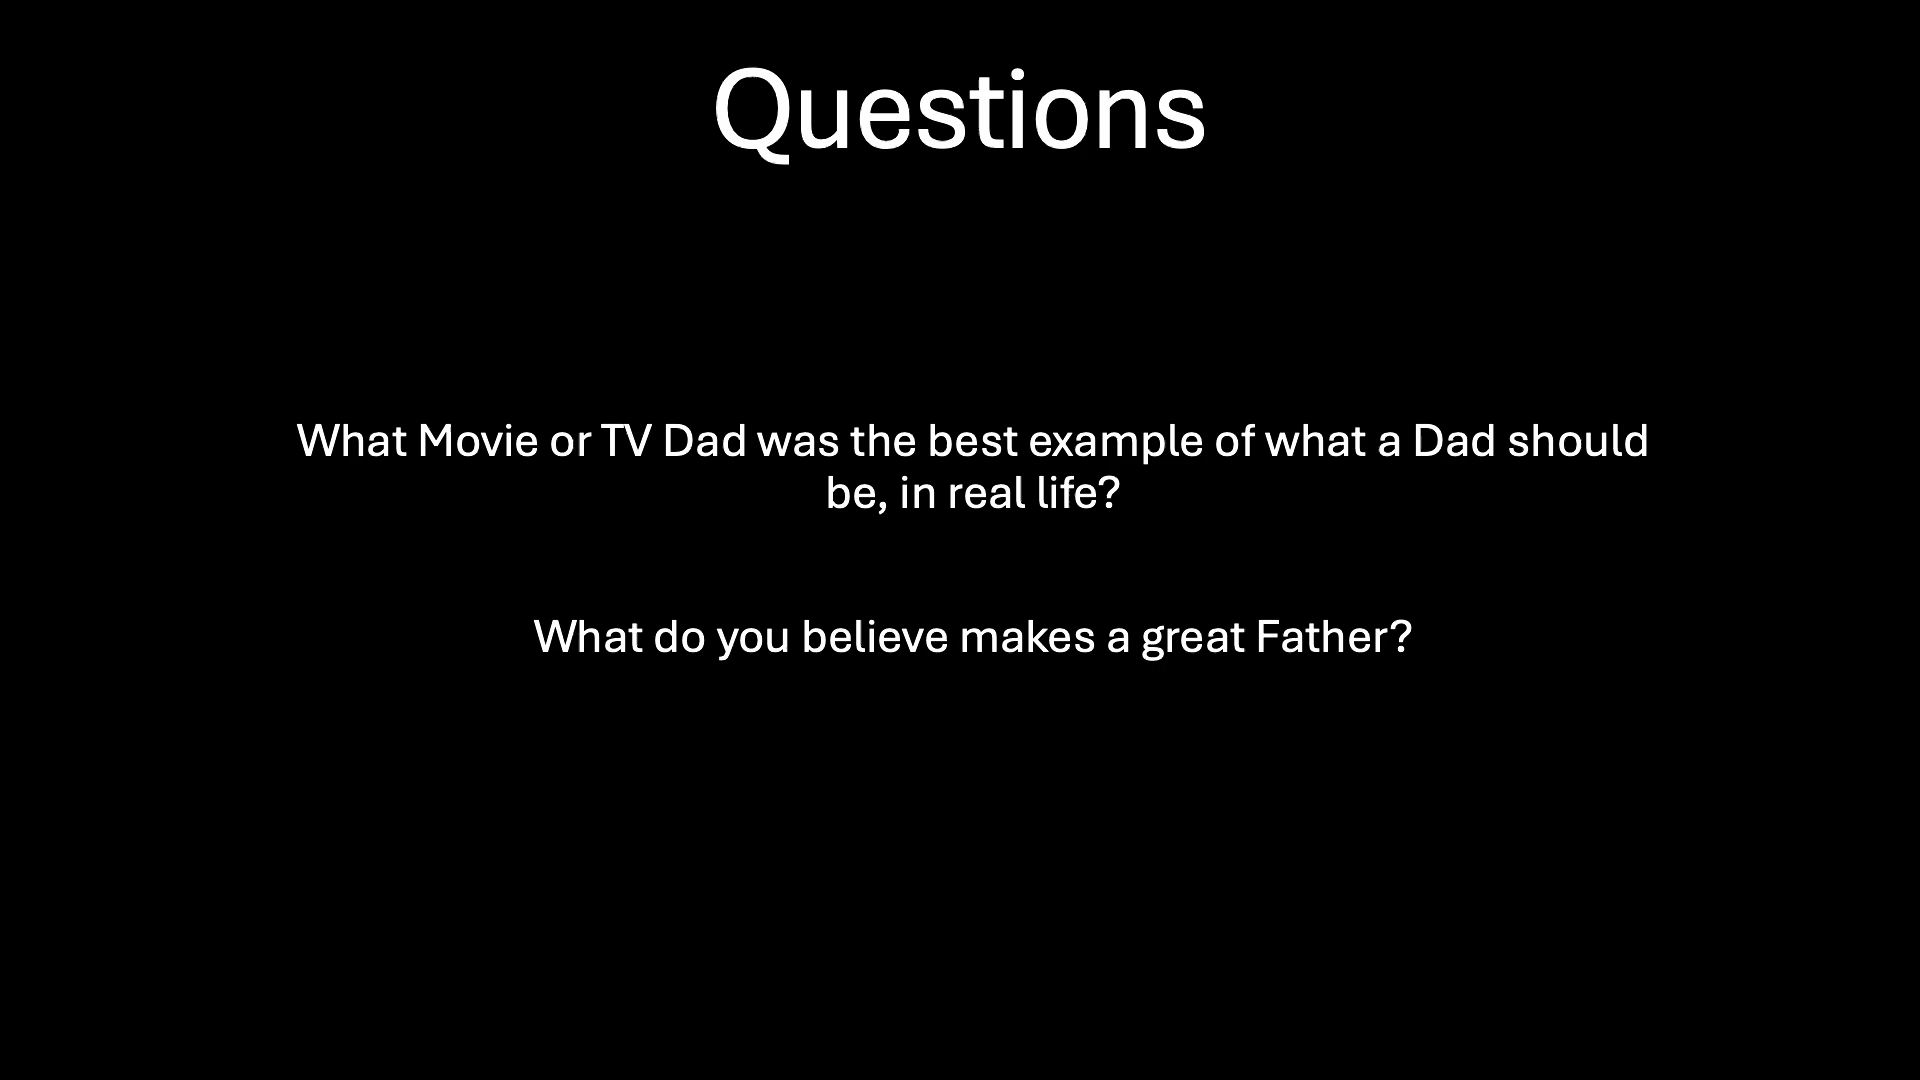 Questions
What Movie or TV Dad was the best example of what a Dad should
be, in real life?
What do you believe makes a great Father?